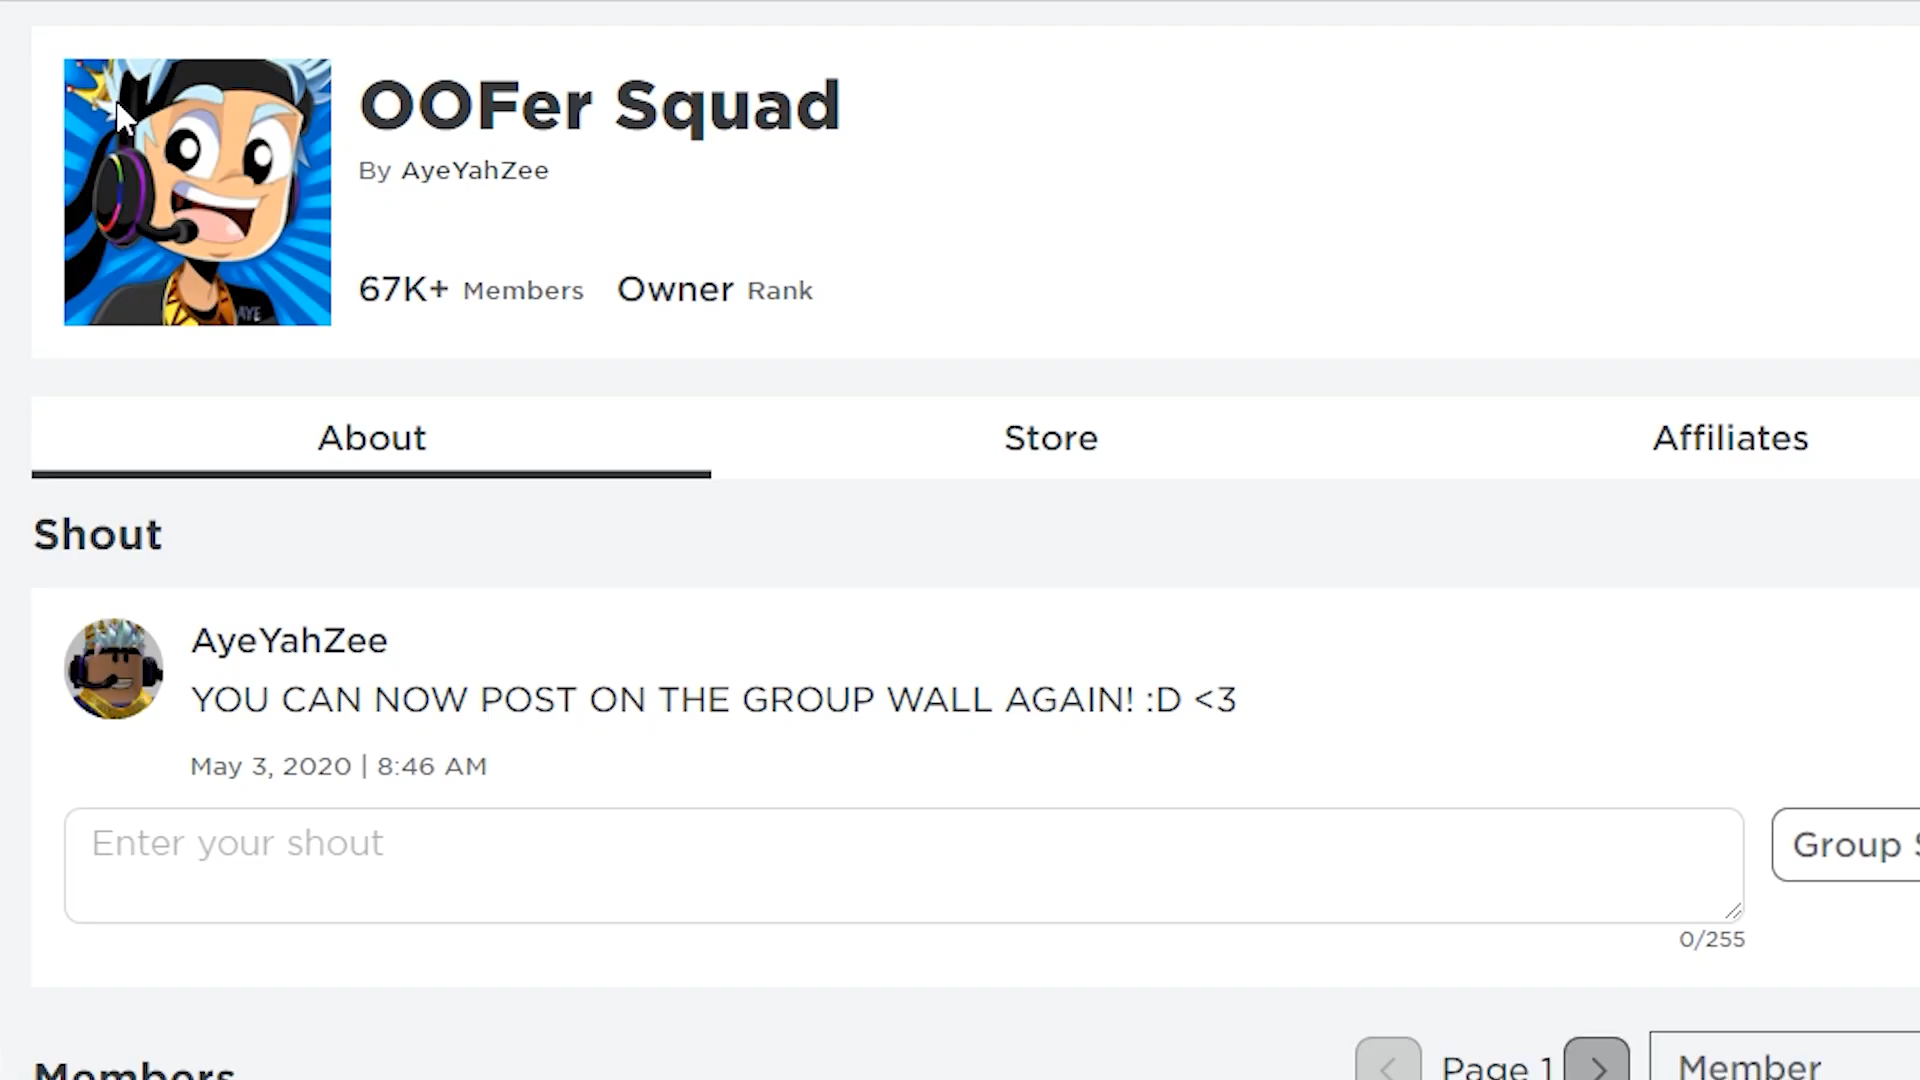 OOFer Squad
By AyeYahZee
67K+ Members Owner Rank
AYE
About Store Affiliates
Shout
AyeYahZee
YOU CAN NOW POST ON THE GROUP WALL AGAIN! :D <3
May 3, 2020 | 8:46 AM
Enter your shout
Group
0/255
Members
Page 1
Member